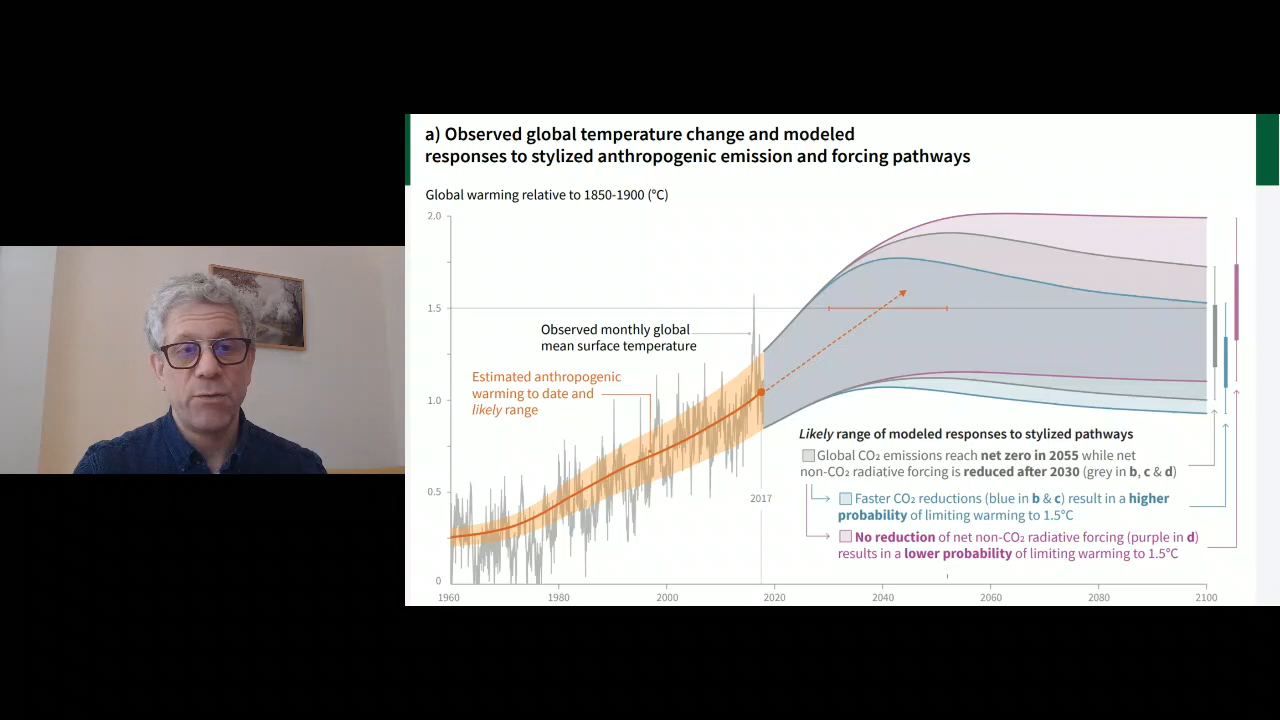 a) Observed global temperature change and modeled
responses to stylized anthropogenic emission and forcing pathways
Global warming relative to 1850-1900 (°C)
2.0
1.5
Observed monthly global
mean surface temperature
Estimated anthropogenic
warming to date and
likely range
1.0
Likely range of modeled responses to stylized pathways
Global CO₂ emissions reach net zero in 2055 while net
non-CO₂ radiative forcing is reduced after 2030 (grey in b, c & d)
0.5
2017
Faster CO₂ reductions (blue in b & c) result in a higher
probability of limiting warming to 1.5°C
No reduction of net non-CO₂ radiative forcing (purple in d)
results in a lower probability of limiting warming to 1.5°C
0
1960 1980 2000 2020 2040 2060 2080 2100